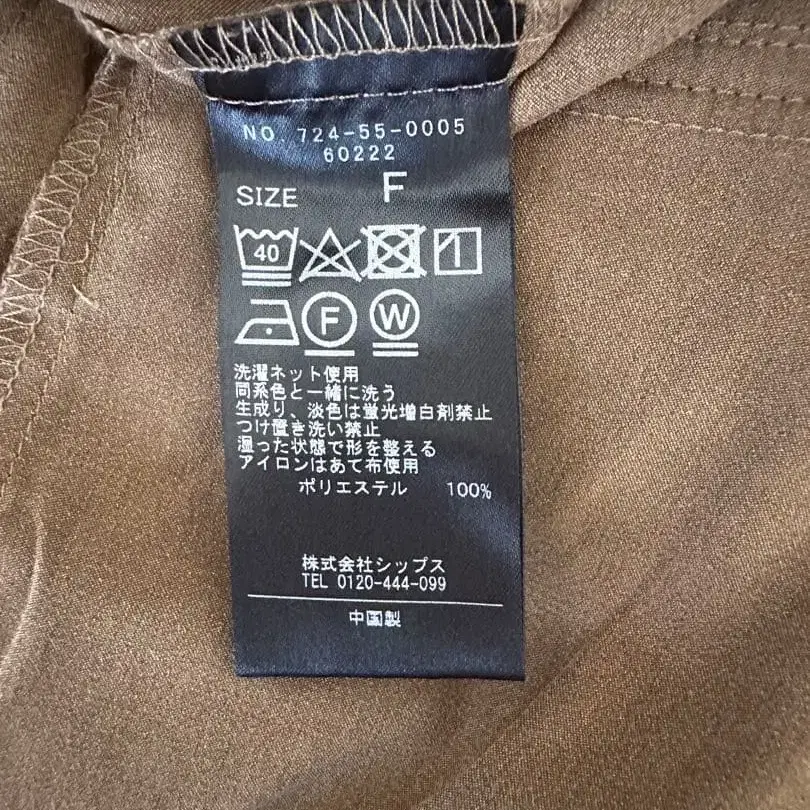 NO 724-55-0005
60222
SIZE F
40
F W
洗濯ネット使用
同系色と一緒に洗う
生成り、淡色は蛍光増白剤禁止
つけ置き洗い禁止
湿った状態で形を整える
アイロンはあて布使用
ポリエステル 100%
株式会社シップス
TEL 0120-444-099
中国製